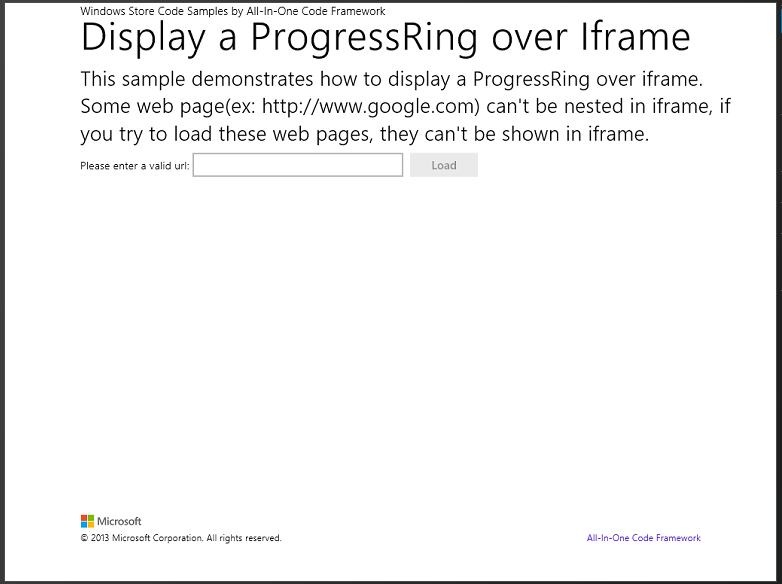 Windows Store Code Samples by All-In-One Code Framework
Display a ProgressRing over Iframe
This sample demonstrates how to display a ProgressRing over iframe.
Some web page(ex: http://www.google.com) can't be nested in iframe, if
you try to load these web pages, they can't be shown in iframe.
Please enter a valid url:
Load
Microsoft
© 2013 Microsoft Corporation. All rights reserved.
All-In-One Code Framework